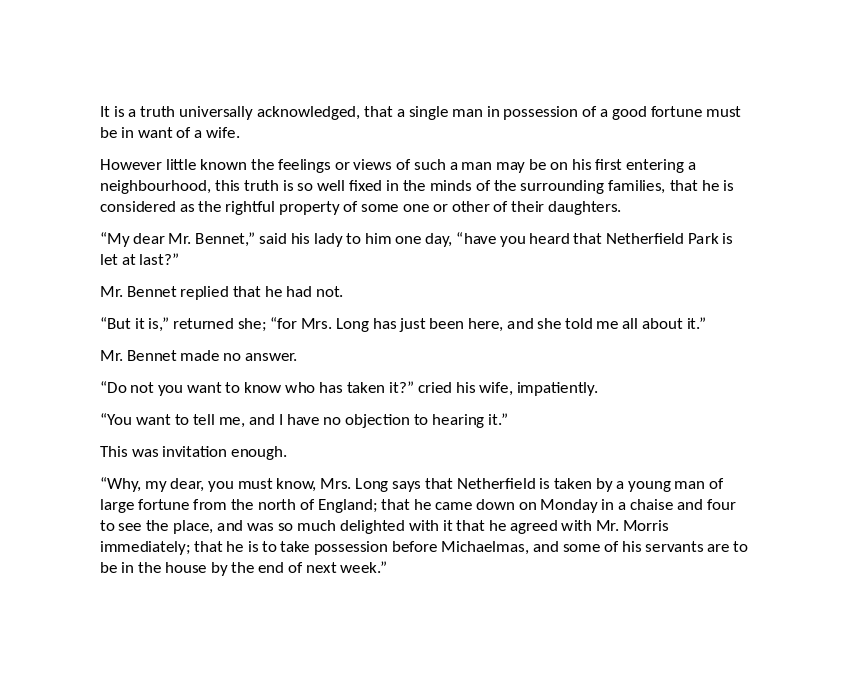 It is a truth universally acknowledged, that a single man in possession of a good fortune must
be in want of a wife.
However little known the feelings or views of such a man may be on his first entering a
neighbourhood, this truth is so well fixed in the minds of the surrounding families, that he is
considered as the rightful property of some one or other of their daughters.
“My dear Mr. Bennet,” said his lady to him one day, “have you heard that Netherfield Park is
let at last?”
Mr. Bennet replied that he had not.
“But it is,” returned she; “for Mrs. Long has just been here, and she told me all about it.”
Mr. Bennet made no answer.
“Do not you want to know who has taken it?” cried his wife, impatiently.
“You want to tell me, and I have no objection to hearing it.”
This was invitation enough.
“Why, my dear, you must know, Mrs. Long says that Netherfield is taken by a young man of
large fortune from the north of England; that he came down on Monday in a chaise and four
to see the place, and was so much delighted with it that he agreed with Mr. Morris
immediately; that he is to take possession before Michaelmas, and some of his servants are to
be in the house by the end of next week.”